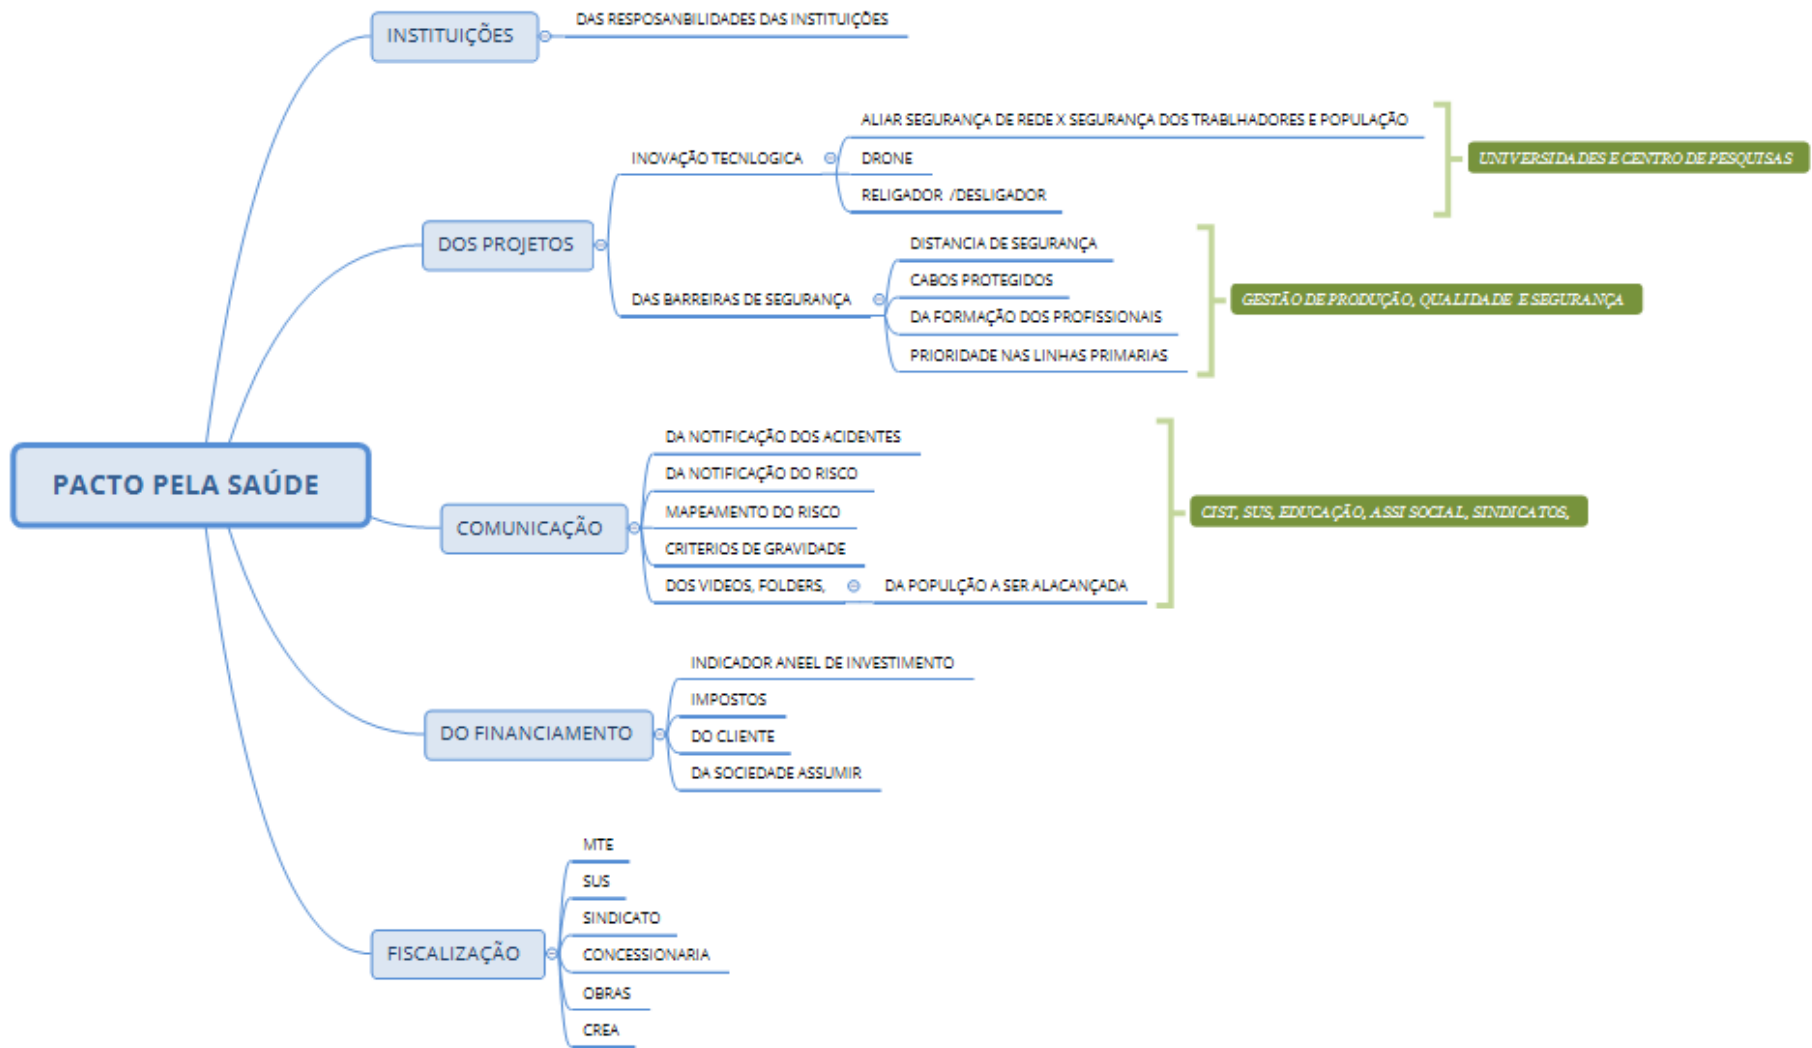 INSTITUIÇÕES
DAS RESPOSANBILIDADES DAS INSTITUIÇÕES
DOS PROJETOS
INOVAÇÃO TECNLOGICA
ALIAR SEGURANÇA DE REDE X SEGURANÇA DOS TRABLHADORES E POPULAÇÃO
DRONE
RELIGADOR /DESLIGADOR
UNIVERSIDADES E CENTRO DE PESQUISAS
DAS BARREIRAS DE SEGURANÇA
DISTANCIA DE SEGURANÇA
CABOS PROTEGIDOS
DA FORMAÇÃO DOS PROFISSIONAIS
PRIORIDADE NAS LINHAS PRIMARIAS
GESTÃO DE PRODUÇÃO, QUALIDADE E SEGURANÇA
PACTO PELA SAÚDE
COMUNICAÇÃO
DA NOTIFICAÇÃO DOS ACIDENTES
DA NOTIFICAÇÃO DO RISCO
MAPEAMENTO DO RISCO
CRITERIOS DE GRAVIDADE
DOS VIDEOS, FOLDERS,
DA POPULÇÃO A SER ALACANÇADA
CIST, SUS, EDUCAÇÃO, ASSI SOCIAL, SINDICATOS,
DO FINANCIAMENTO
INDICADOR ANEEL DE INVESTIMENTO
IMPOSTOS
DO CLIENTE
DA SOCIEDADE ASSUMIR
FISCALIZAÇÃO
MTE
SUS
SINDICATO
CONCESSIONARIA
OBRAS
CREA